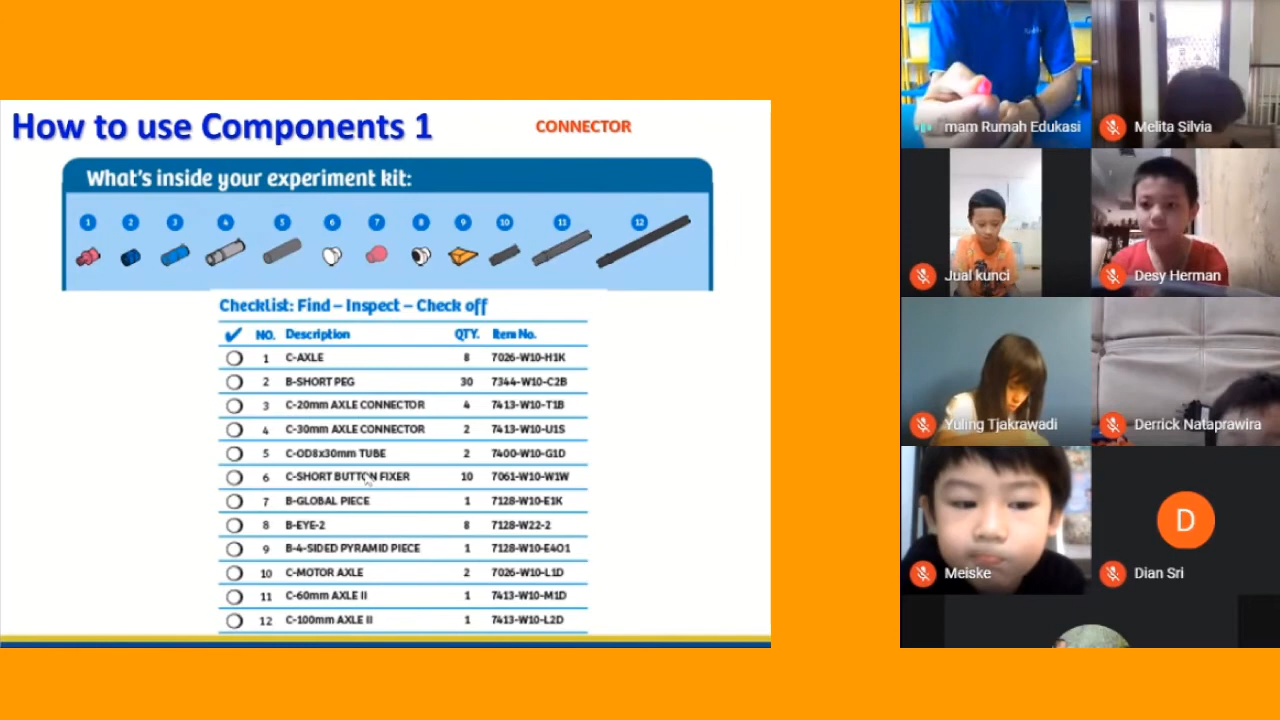 How to use Components 1
CONNECTOR
What's inside your experiment kit:
1 2 3 4 5 6 7 8 9 10 11 12
Checklist: Find – Inspect – Check off
✔ NO. Description QTY. Item No.
1 C-AXLE 8 7026-W10-H1K
2 B-SHORT PEG 30 7344-W10-C2B
3 C-20mm AXLE CONNECTOR 4 7413-W10-T1B
4 C-30mm AXLE CONNECTOR 2 7413-W10-U1S
5 C-OD8x30mm TUBE 2 7400-W10-G1D
6 C-SHORT BUTTON FIXER 10 7061-W10-W1W
7 B-GLOBAL PIECE 1 7128-W10-E1K
8 B-EYE-2 8 7128-W22-2
9 B-4-SIDED PYRAMID PIECE 1 7128-W10-E4O1
10 C-MOTOR AXLE 2 7026-W10-L1D
11 C-60mm AXLE II 1 7413-W10-M1D
12 C-100mm AXLE II 1 7413-W10-L2D
mam Rumah Edukasi
Melita Silvia
Jual kunci
Desy Herman
Yuling Tjakrawadi
Derrick Nataprawira
Meiske
D
Dian Sri